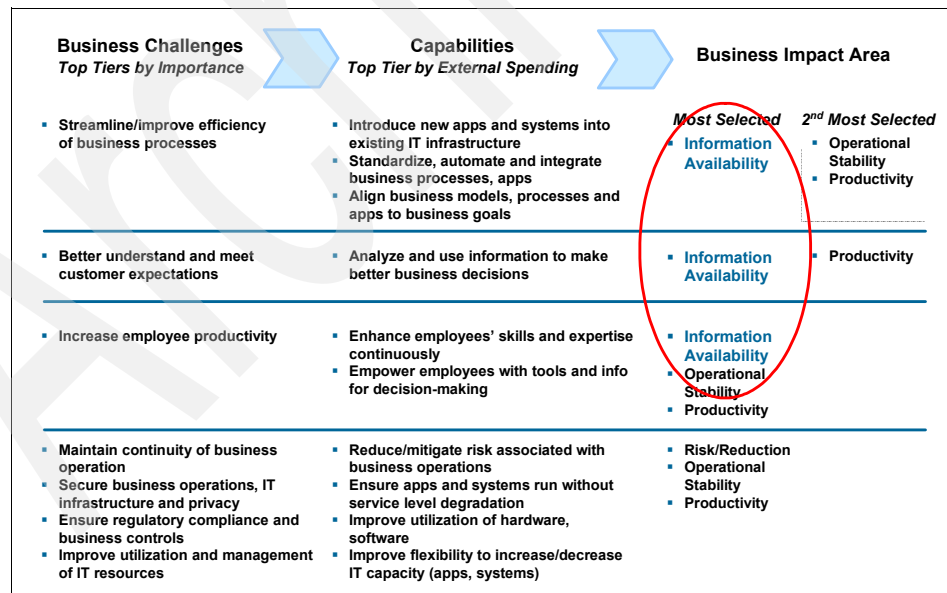 Business Challenges
Top Tiers by Importance
Capabilities
Top Tier by External Spending
Business Impact Area
Most Selected
2nd Most Selected
▪ Streamline/improve efficiency
of business processes
▪ Introduce new apps and systems into
existing IT infrastructure
▪ Standardize, automate and integrate
business processes, apps
▪ Align business models, processes and
apps to business goals
▪ Information
Availability
▪ Operational
Stability
▪ Productivity
▪ Better understand and meet
customer expectations
▪ Analyze and use information to make
better business decisions
▪ Information
Availability
▪ Productivity
▪ Increase employee productivity
▪ Enhance employees’ skills and expertise
continuously
▪ Empower employees with tools and info
for decision-making
▪ Information
Availability
▪ Operational
Stability
▪ Productivity
▪ Maintain continuity of business
operation
▪ Secure business operations, IT
infrastructure and privacy
▪ Ensure regulatory compliance and
business controls
▪ Improve utilization and management
of IT resources
▪ Reduce/mitigate risk associated with
business operations
▪ Ensure apps and systems run without
service level degradation
▪ Improve utilization of hardware,
software
▪ Improve flexibility to increase/decrease
IT capacity (apps, systems)
▪ Risk/Reduction
▪ Operational
Stability
▪ Productivity